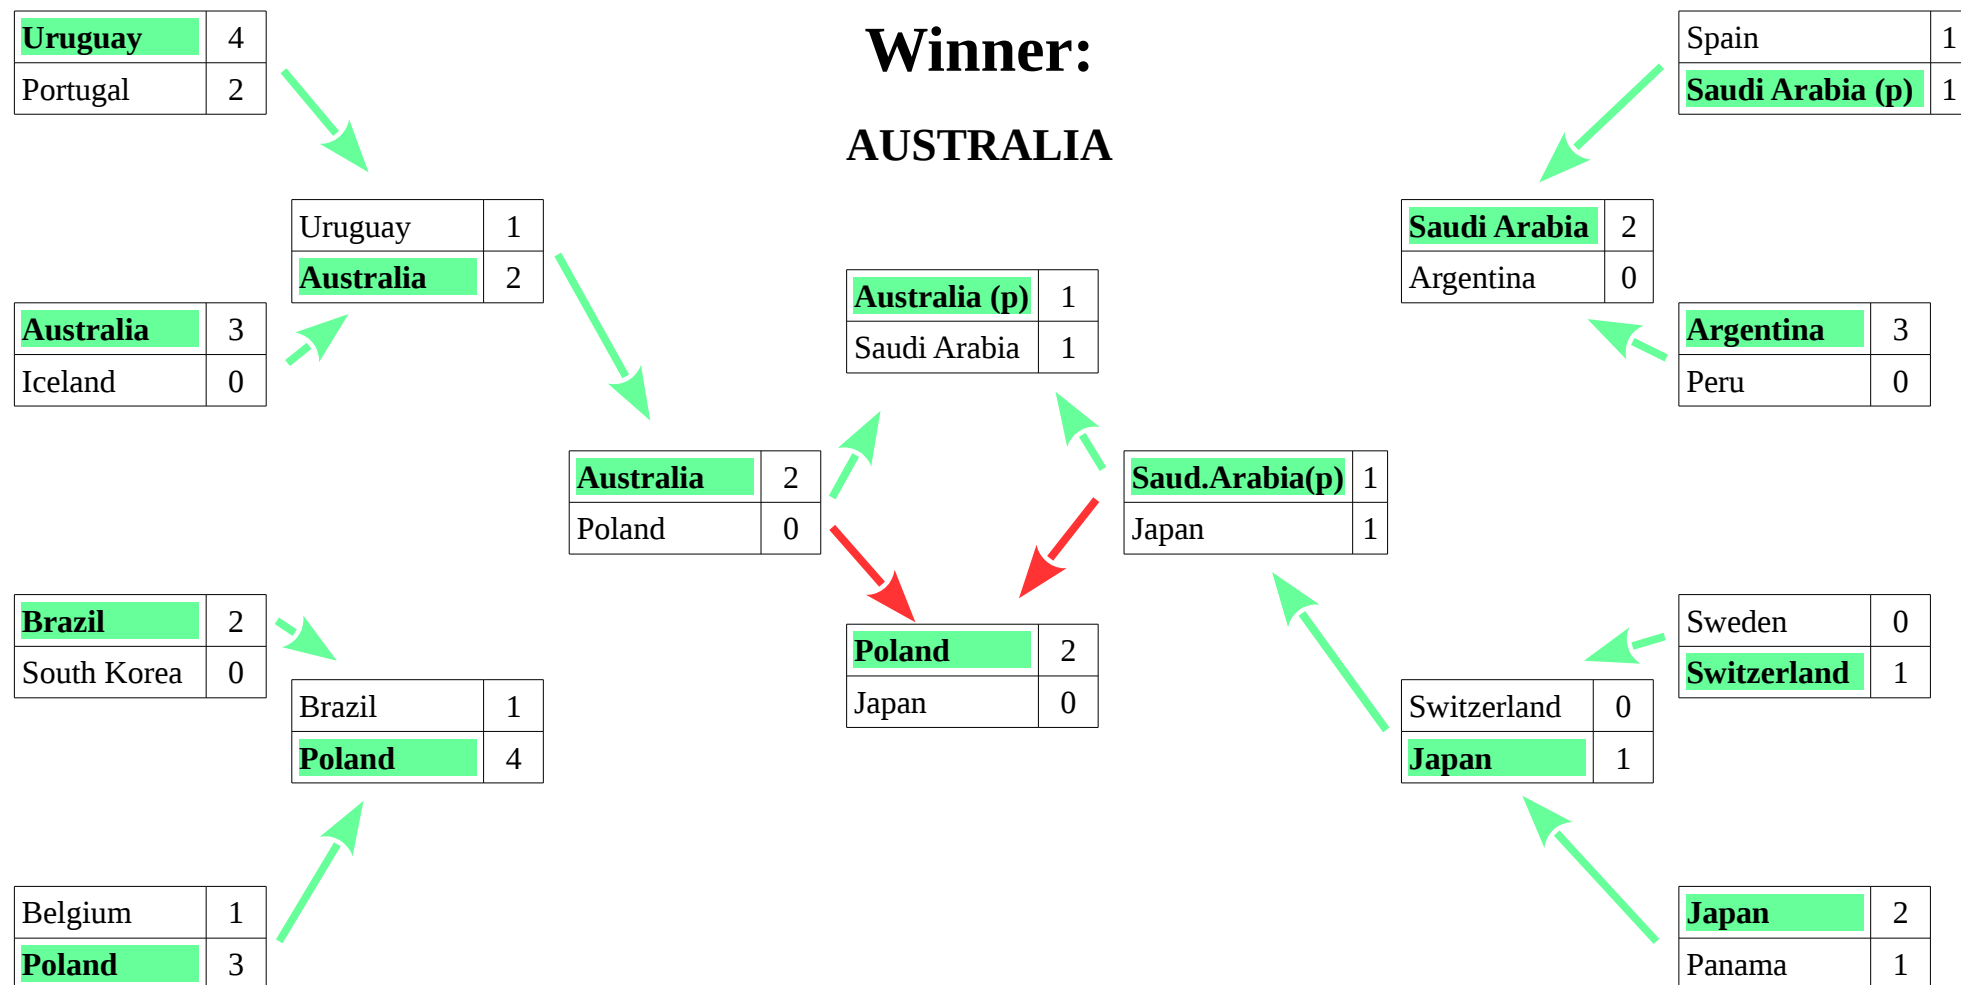 Winner:
AUSTRALIA
Uruguay 4
Portugal 2
Australia 3
Iceland 0
Brazil 2
South Korea 0
Belgium 1
Poland 3
Uruguay 1
Australia 2
Brazil 1
Poland 4
Australia 2
Poland 0
Australia (p) 1
Saudi Arabia 1
Poland 2
Japan 0
Saud.Arabia(p) 1
Japan 1
Saudi Arabia 2
Argentina 0
Switzerland 0
Japan 1
Spain 1
Saudi Arabia (p) 1
Argentina 3
Peru 0
Sweden 0
Switzerland 1
Japan 2
Panama 1